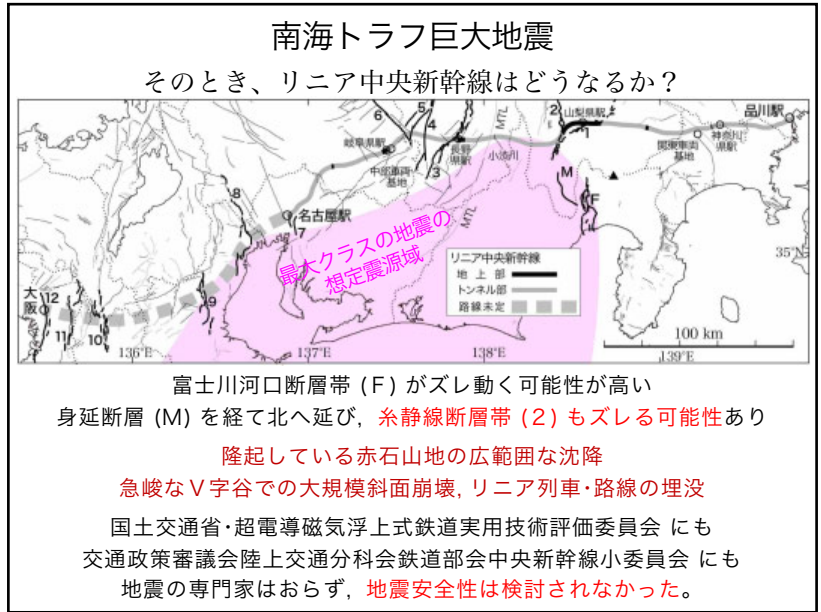 南海トラフ巨大地震
そのとき、リニア中央新幹線はどうなるか？
品川駅
山梨県駅
神奈川県駅
関東車両基地
岐阜県駅
中部車両基地
長野県駅
小渋川
MTL
MTL
名古屋駅
大阪
1
2
3
4
5
6
7
8
9
10
11
12
M
F
最大クラスの地震の
想定震源域
リニア中央新幹線
地上部
トンネル部
路線未定
35°N
100 km
136°E
137°E
138°E
139°E
富士川河口断層帯 (F) がズレ動く可能性が高い
身延断層 (M) を経て北へ延び, 糸静線断層帯 (2) もズレる可能性あり
隆起している赤石山地の広範囲な沈降
急峻なV字谷での大規模斜面崩壊, リニア列車・路線の埋没
国土交通省・超電導磁気浮上式鉄道実用技術評価委員会 にも
交通政策審議会陸上交通分科会鉄道部会中央新幹線小委員会 にも
地震の専門家はおらず, 地震安全性は検討されなかった。